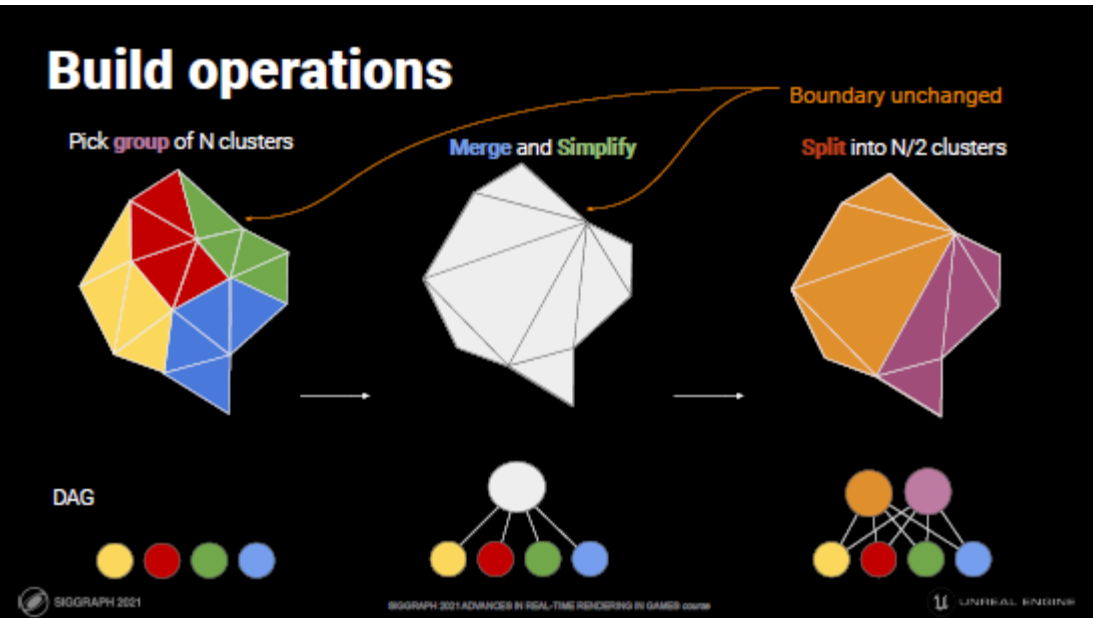 Build operations
Boundary unchanged
Pick group of N clusters
Merge and Simplify
Split into N/2 clusters
DAG
SIGGRAPH 2021
SIGGRAPH 2021 ADVANCES IN REAL-TIME RENDERING IN GAMES course
UNREAL ENGINE